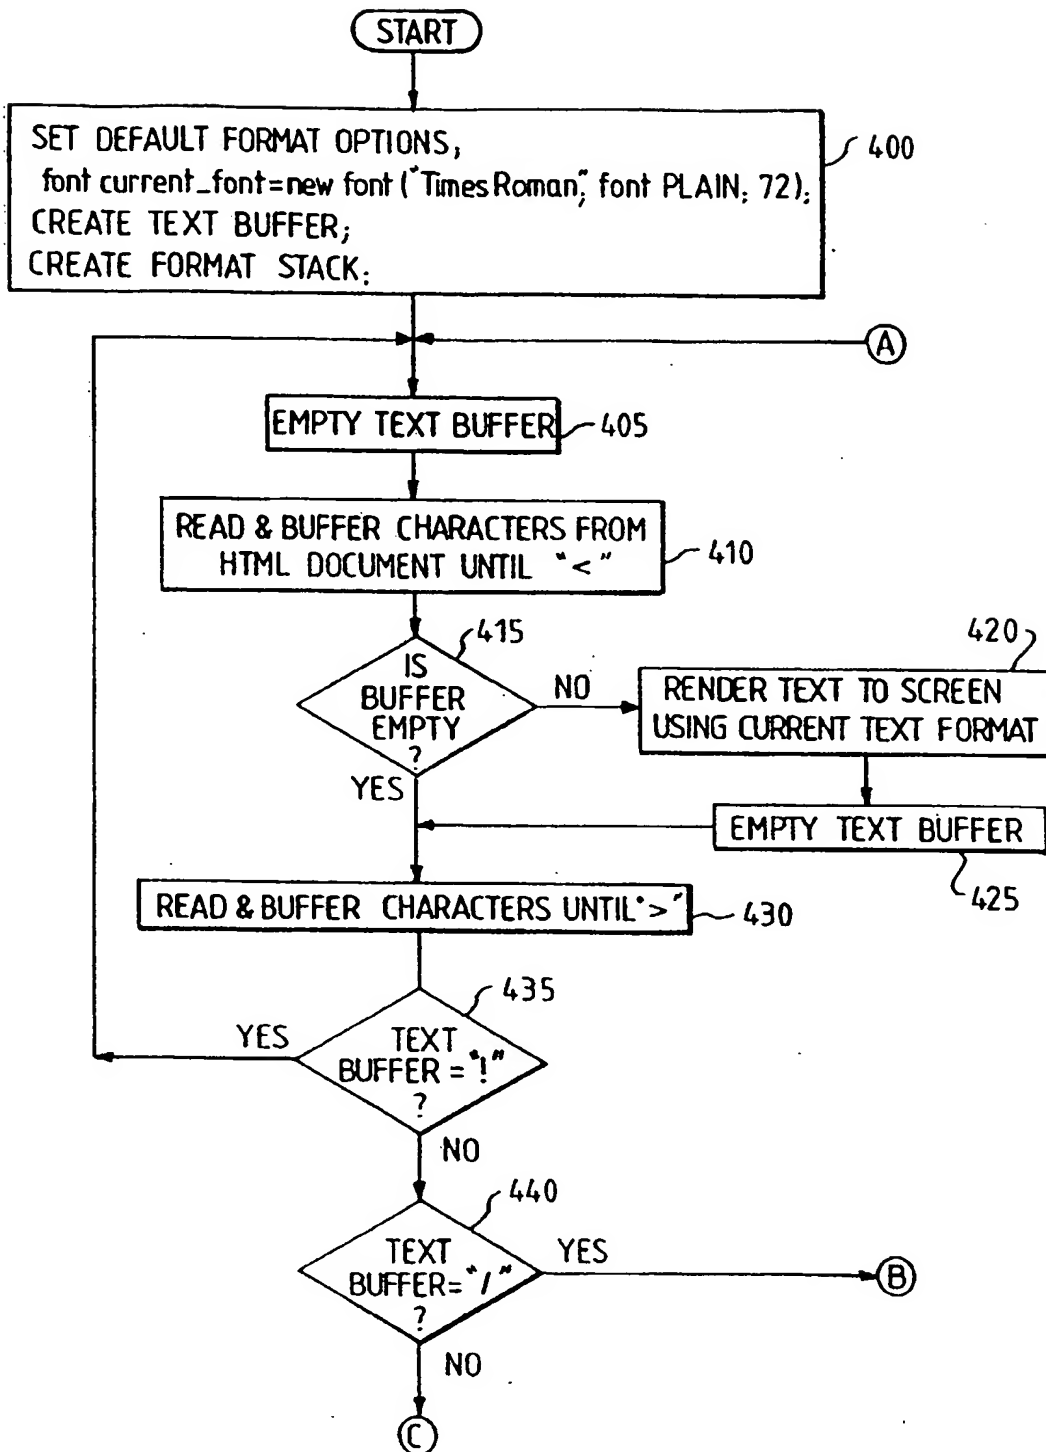 START
SET DEFAULT FORMAT OPTIONS;
font current_font=new font ("TimesRoman", font PLAIN; 72);
CREATE TEXT BUFFER;
CREATE FORMAT STACK;
400
A
EMPTY TEXT BUFFER
405
READ & BUFFER CHARACTERS FROM
HTML DOCUMENT UNTIL "<"
410
415
IS
BUFFER
EMPTY
?
NO
YES
420
RENDER TEXT TO SCREEN
USING CURRENT TEXT FORMAT
EMPTY TEXT BUFFER
425
READ & BUFFER CHARACTERS UNTIL ">"
430
435
TEXT
BUFFER = "!"
?
YES
NO
440
TEXT
BUFFER= "/"
?
YES
B
NO
C